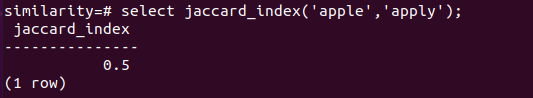 similarity=# select jaccard_index('apple','apply');
 jaccard_index
---------------
           0.5
(1 row)